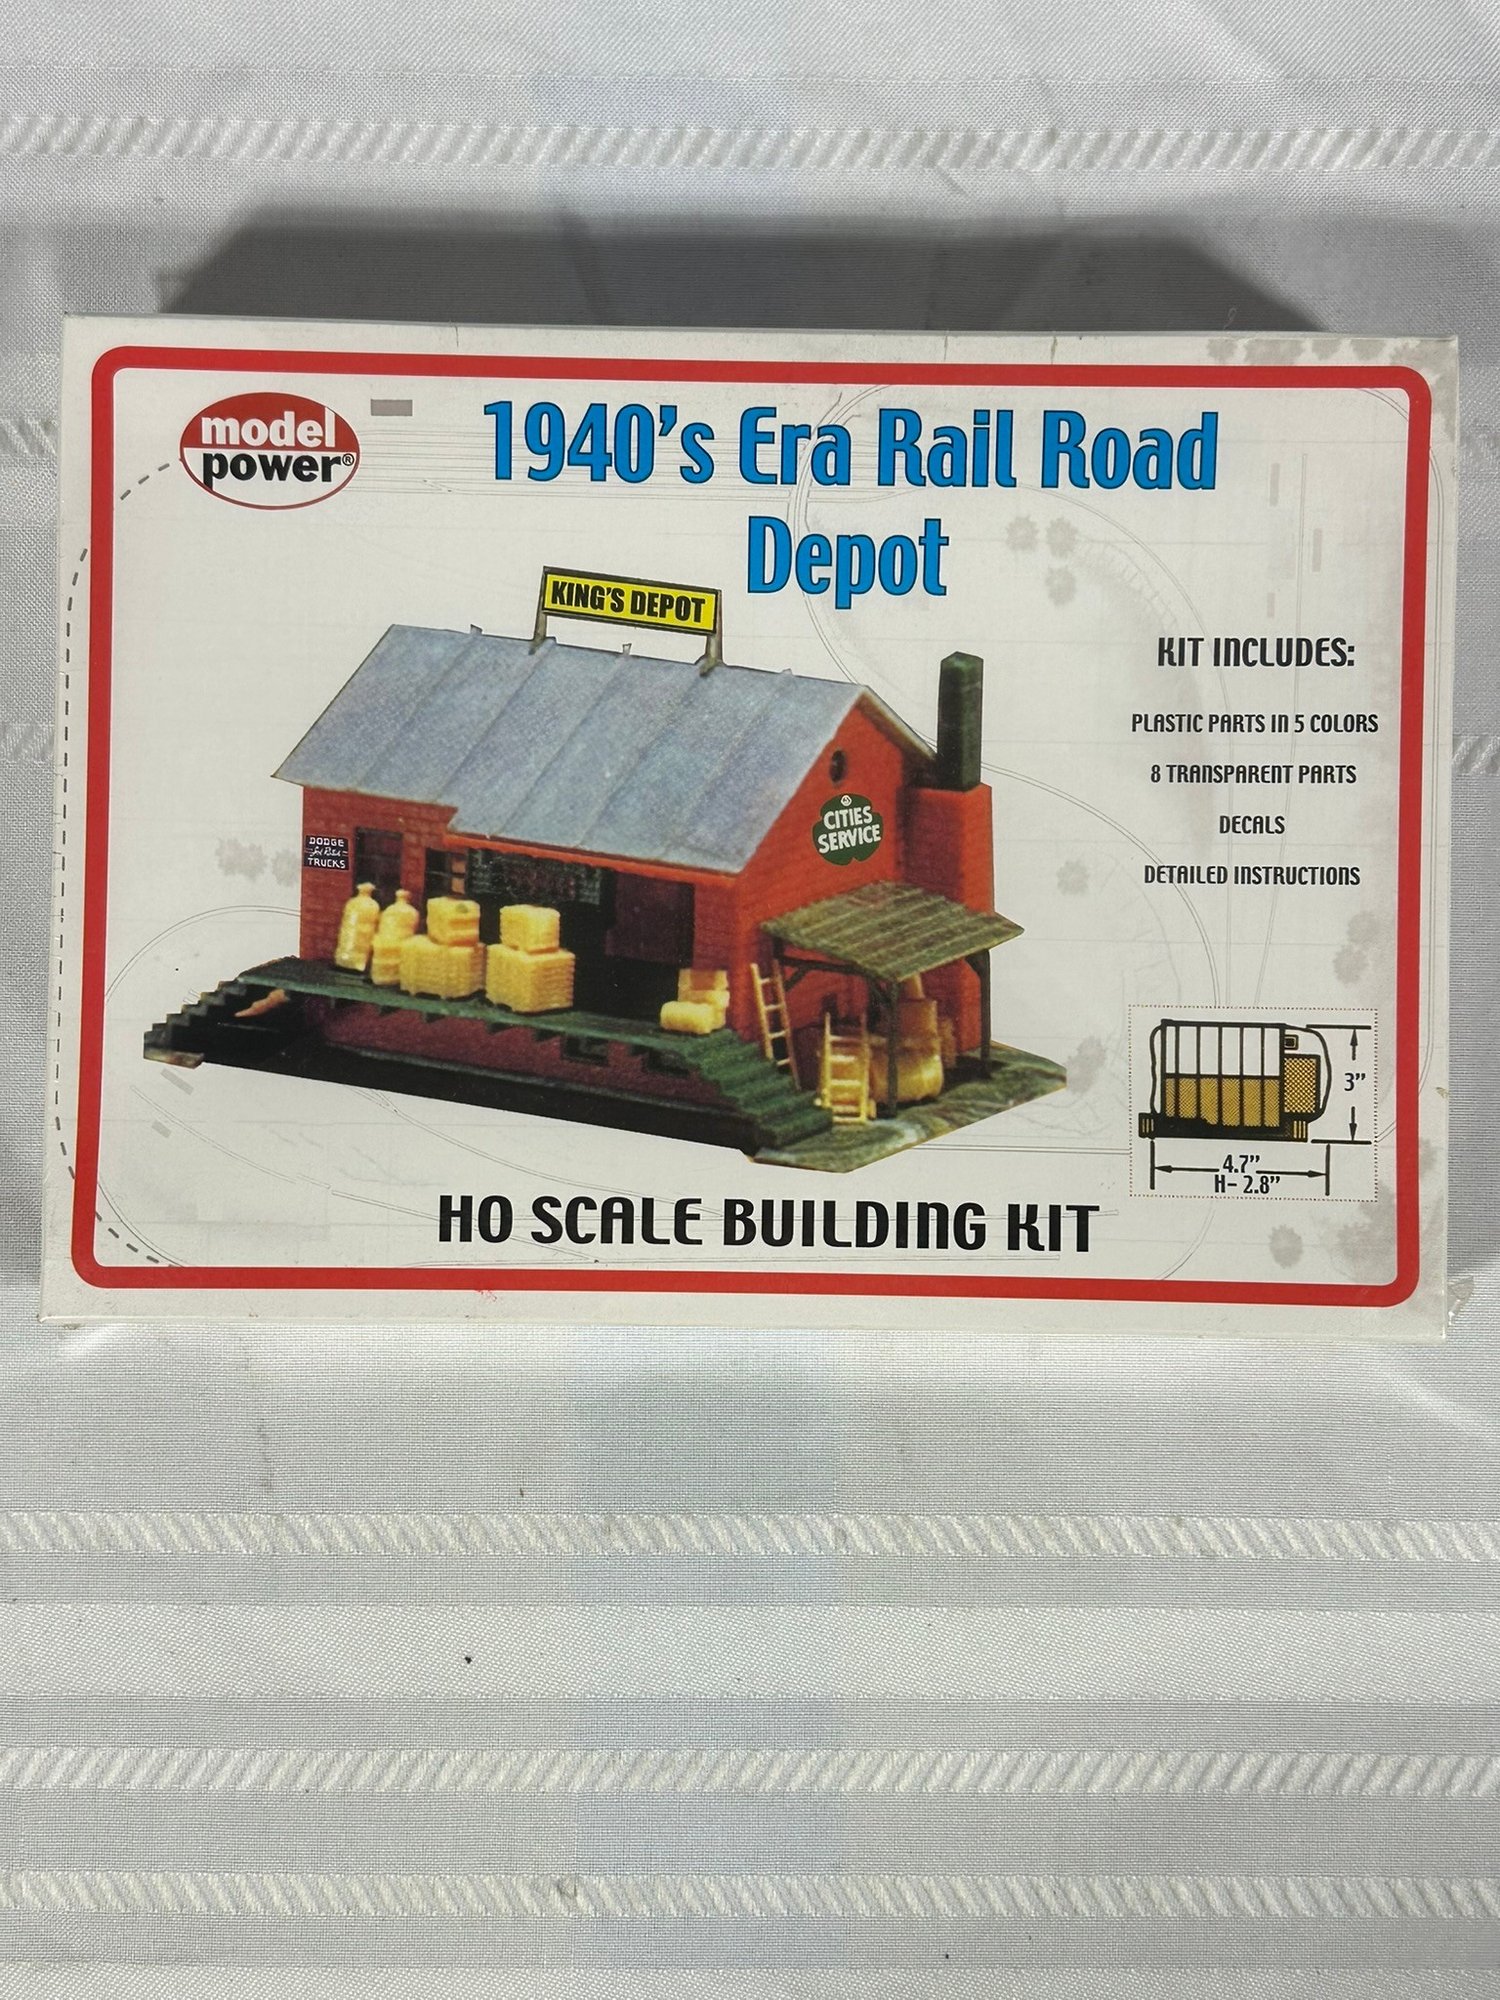 model
power®
1940's Era Rail Road
Depot
KING'S DEPOT
KIT INCLUDES:
PLASTIC PARTS IN 5 COLORS
8 TRANSPARENT PARTS
DECALS
DETAILED INSTRUCTIONS
CITIES
SERVICE
DODGE
TRUCKS
3"
4.7"
H- 2.8"
HO SCALE BUILDING KIT